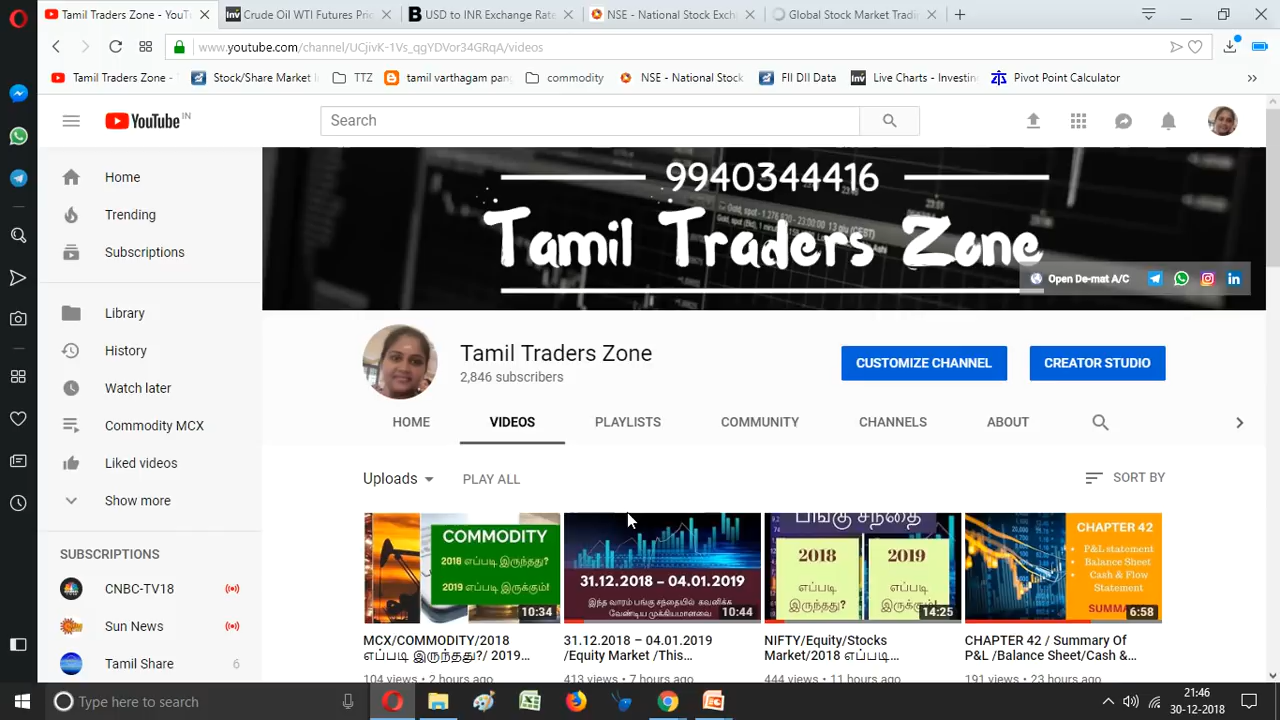 Tamil Traders Zone - YouT
Crude Oil WTI Futures Pric
USD to INR Exchange Rate
NSE - National Stock Exch
Global Stock Market Tradi
www.youtube.com/channel/UCjivK-1Vs_qgYDVor34GRqA/videos
Tamil Traders Zone -
Stock/Share Market I
TTZ
tamil varthagam pan
commodity
NSE - National Stock
FII DII Data
Live Charts - Investin
Pivot Point Calculator
YouTube IN
Search
9940344416
Tamil Traders Zone
Open De-mat A/C
Home
Trending
Subscriptions
Library
History
Watch later
Commodity MCX
Liked videos
Show more
SUBSCRIPTIONS
CNBC-TV18
Sun News
Tamil Share 6
Tamil Traders Zone
2,846 subscribers
CUSTOMIZE CHANNEL
CREATOR STUDIO
HOME VIDEOS PLAYLISTS COMMUNITY CHANNELS ABOUT
Uploads PLAY ALL
SORT BY
COMMODITY
2018 எப்படி இருந்தது?
2019 எப்படி இருக்கும்!
10:34
MCX/COMMODITY/2018
எப்படி இருந்தது?/ 2019...
104 views 2 hours ago
31.12.2018 – 04.01.2019
இந்த வாரம் பங்கு சந்தையில் கவனிக்க
வேண்டிய முக்கியமானவை
10:44
31.12.2018 – 04.01.2019
/Equity Market /This...
413 views 7 hours ago
பங்கு சந்தை
2018 2019
எப்படி எப்படி
இருந்தது?
14:25
NIFTY/Equity/Stocks
Market/2018 எப்படி...
444 views 11 hours ago
CHAPTER 42
P&L statement
Balance Sheet
Cash & Flow
Statement
6:58
CHAPTER 42 / Summary Of
P&L /Balance Sheet/Cash &...
191 views 23 hours ago
Type here to search
21:46
30-12-2018